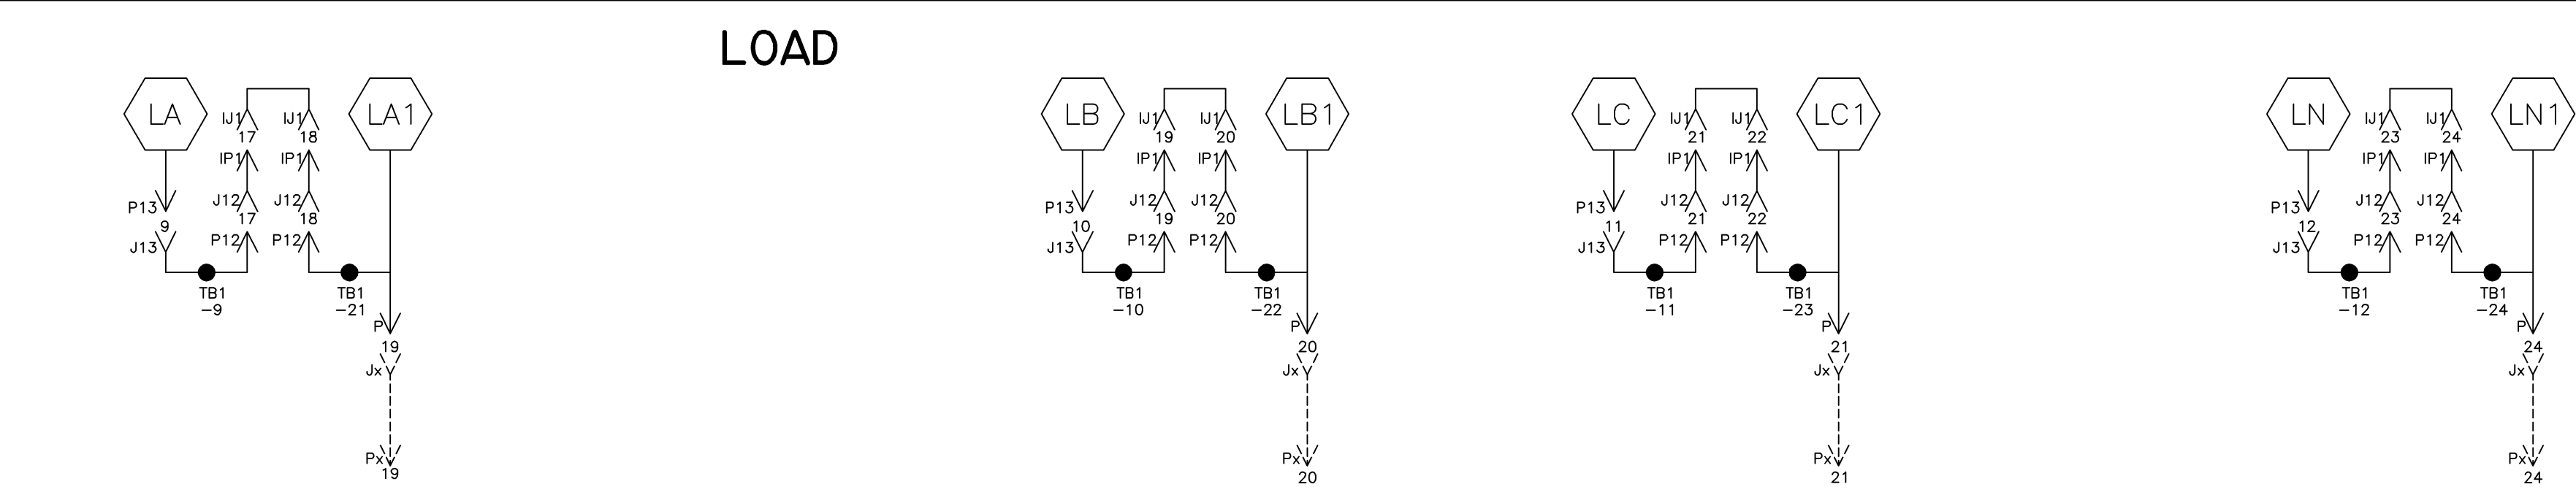 LOAD
LA LA1 LB LB1 LC LC1 LN LN1
IJ1 IJ1 IJ1 IJ1 IJ1 IJ1 IJ1 IJ1
17 18 19 20 21 22 23 24
IP1 IP1 IP1 IP1 IP1 IP1 IP1 IP1
P13 J12 J12 P13 J12 J12 P13 J12 J12 P13 J12 J12
9 17 18 10 19 20 11 21 22 12 23 24
J13 P12 P12 J13 P12 P12 J13 P12 P12 J13 P12 P12
TB1 TB1 TB1 TB1 TB1 TB1 TB1 TB1
-9 -21 -10 -22 -11 -23 -12 -24
P P P P
19 20 21 24
Jx Jx Jx Jx
Px Px Px Px
19 20 21 24